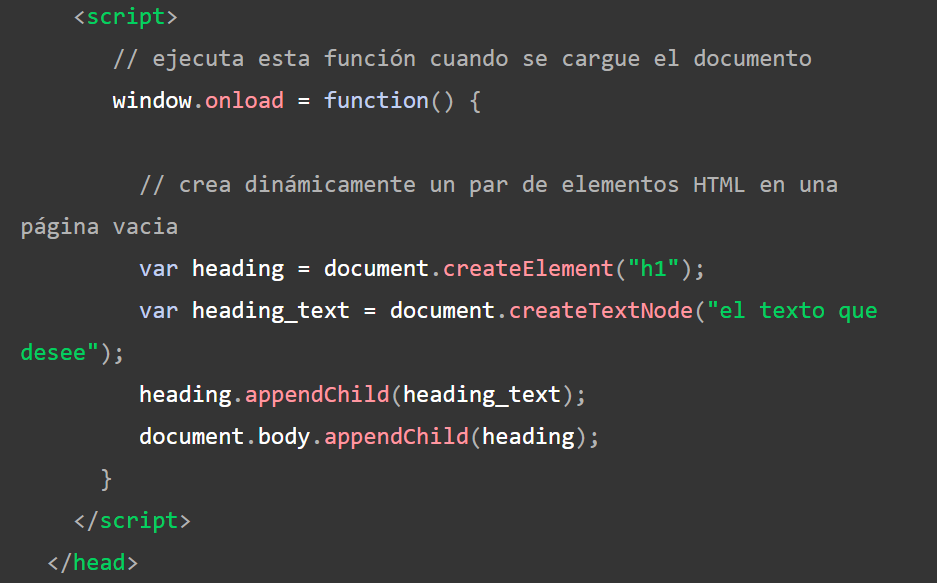 <script>
// ejecuta esta función cuando se cargue el documento
window.onload = function() {
// crea dinámicamente un par de elementos HTML en una
página vacia
var heading = document.createElement("h1");
var heading_text = document.createTextNode("el texto que
desee");
heading.appendChild(heading_text);
document.body.appendChild(heading);
}
</script>
</head>